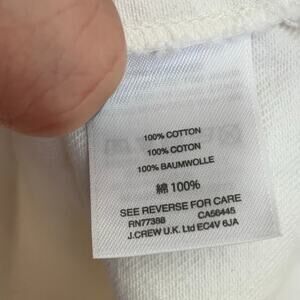 100% COTTON
100% COTON
100% BAUMWOLLE
綿 100%
SEE REVERSE FOR CARE
RN77388 CA56445
J.CREW U.K. Ltd EC4V 6JA